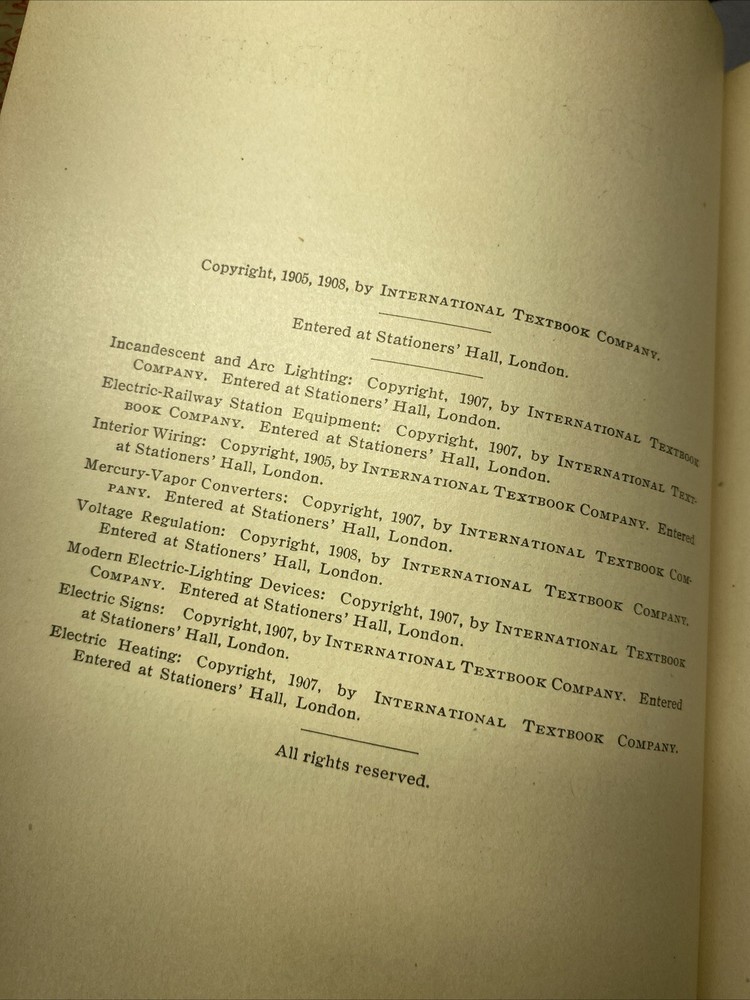 Copyright, 1905, 1908, by INTERNATIONAL TEXTBOOK COMPANY.
Entered at Stationers' Hall, London.
Incandescent and Arc Lighting: Copyright, 1907, by INTERNATIONAL TEXTBOOK
COMPANY. Entered at Stationers' Hall, London.
Electric-Railway Station Equipment: Copyright, 1907, by INTERNATIONAL TEXT-
BOOK COMPANY. Entered at Stationers' Hall, London.
Interior Wiring: Copyright, 1905, by INTERNATIONAL TEXTBOOK COMPANY. Entered
at Stationers' Hall, London.
Mercury-Vapor Converters: Copyright, 1907, by INTERNATIONAL TEXTBOOK COM-
PANY. Entered at Stationers' Hall, London.
Voltage Regulation: Copyright, 1908, by INTERNATIONAL TEXTBOOK COMPANY.
Entered at Stationers' Hall, London.
Modern Electric-Lighting Devices: Copyright, 1907, by INTERNATIONAL TEXTBOOK
COMPANY. Entered at Stationers' Hall, London.
Electric Signs: Copyright, 1907, by INTERNATIONAL TEXTBOOK COMPANY. Entered
at Stationers' Hall, London.
Electric Heating: Copyright, 1907, by INTERNATIONAL TEXTBOOK COMPANY.
Entered at Stationers' Hall, London.
All rights reserved.